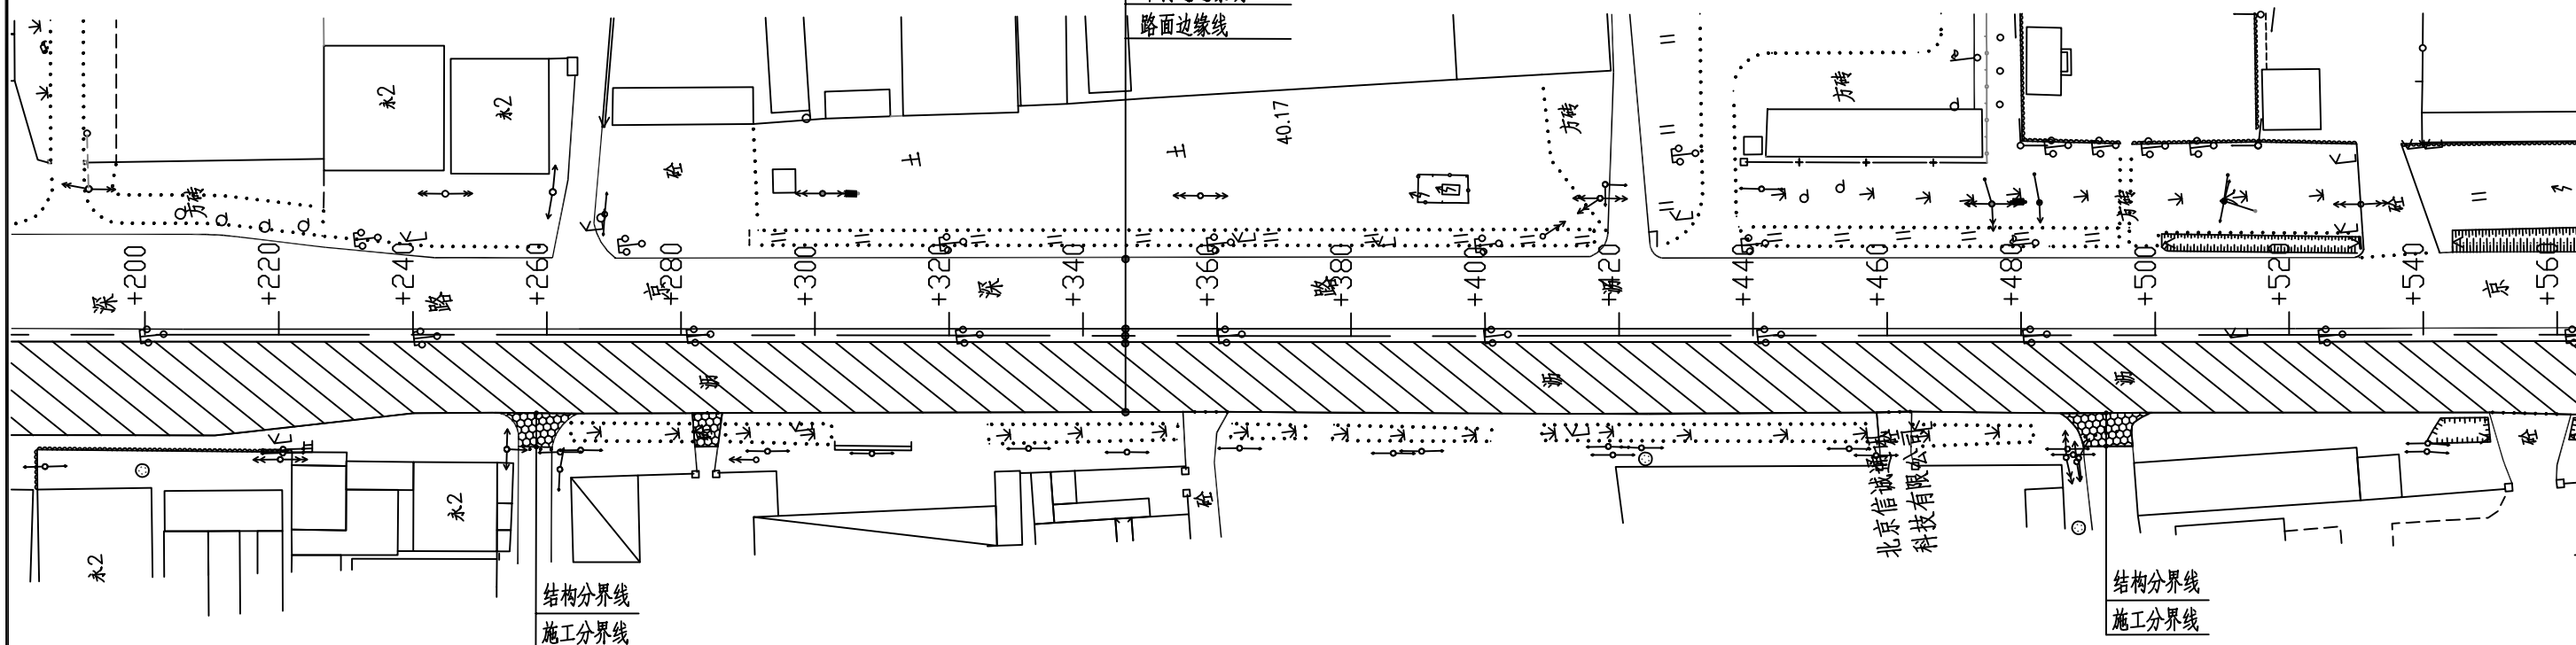 路面边缘线
永2
永2
方砖
砼
土
40.17
土
方砖
方砖
方砖
砼
+200
+220
+240
+260
+280
+300
+320
+340
+360
+380
+400
+420
+440
+460
+480
+500
+520
+540
+560
深
路
京
深
路
沥
京
沥
沥
沥
砼
砼
砼
砼
永2
永2
北京信诚通
科技有限公司
结构分界线
施工分界线
结构分界线
施工分界线